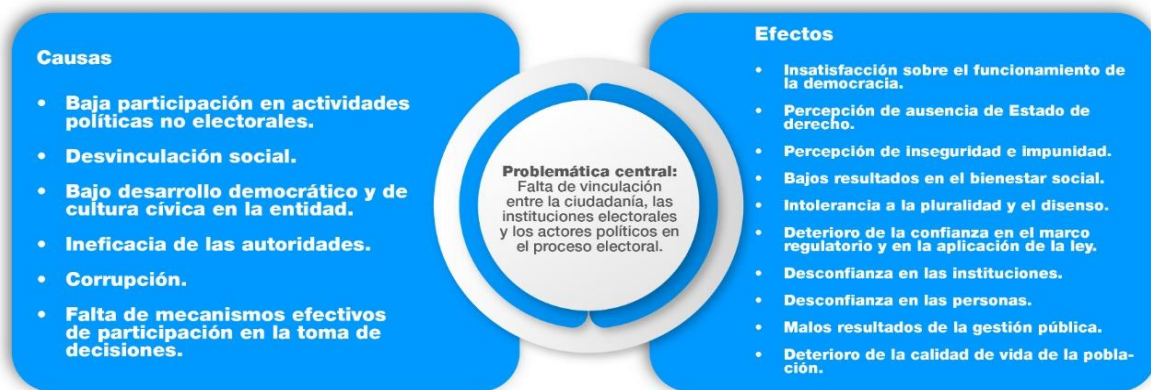 Causas
• Baja participación en actividades
políticas no electorales.
• Desvinculación social.
• Bajo desarrollo democrático y de
cultura cívica en la entidad.
• Ineficacia de las autoridades.
• Corrupción.
• Falta de mecanismos efectivos
de participación en la toma de
decisiones.
Problemática central:
Falta de vinculación
entre la ciudadanía, las
instituciones electorales
y los actores políticos en
el proceso electoral.
Efectos
• Insatisfacción sobre el funcionamiento de
la democracia.
• Percepción de ausencia de Estado de
derecho.
• Percepción de inseguridad e impunidad.
• Bajos resultados en el bienestar social.
• Intolerancia a la pluralidad y el disenso.
• Deterioro de la confianza en el marco
regulatorio y en la aplicación de la ley.
• Desconfianza en las instituciones.
• Desconfianza en las personas.
• Malos resultados de la gestión pública.
• Deterioro de la calidad de vida de la pobla-
ción.